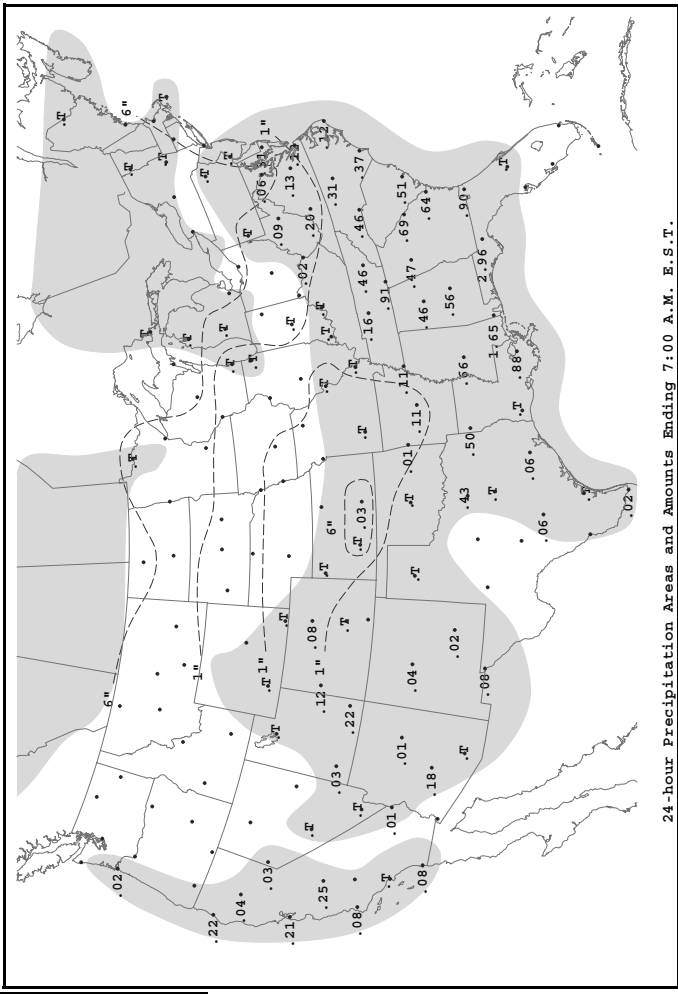 T
6"
.02
6"
T
T
T
T
T
T
1"
T
.22
T
T
T
.04
T
T
1"
.06
1"
T
.03
T
.09
T
.13
.21
T
.02
.20
T
.08
T
1"
.12
.12
T
T
T
.25
6"
.31
.03
T
.22
T
T
T
.08
.37
.46
.03
T
.46
.16
.91
T
.01
.51
.69
.11
.01
.01
T
.47
.04
T
.11
.08
.46
.64
.18
.56
.02
.90
.66
T
.43
.50
2.96
.08
T
1.65
T
.88
T
.06
.06
T
.02
24-hour Precipitation Areas and Amounts Ending 7:00 A.M. E.S.T.